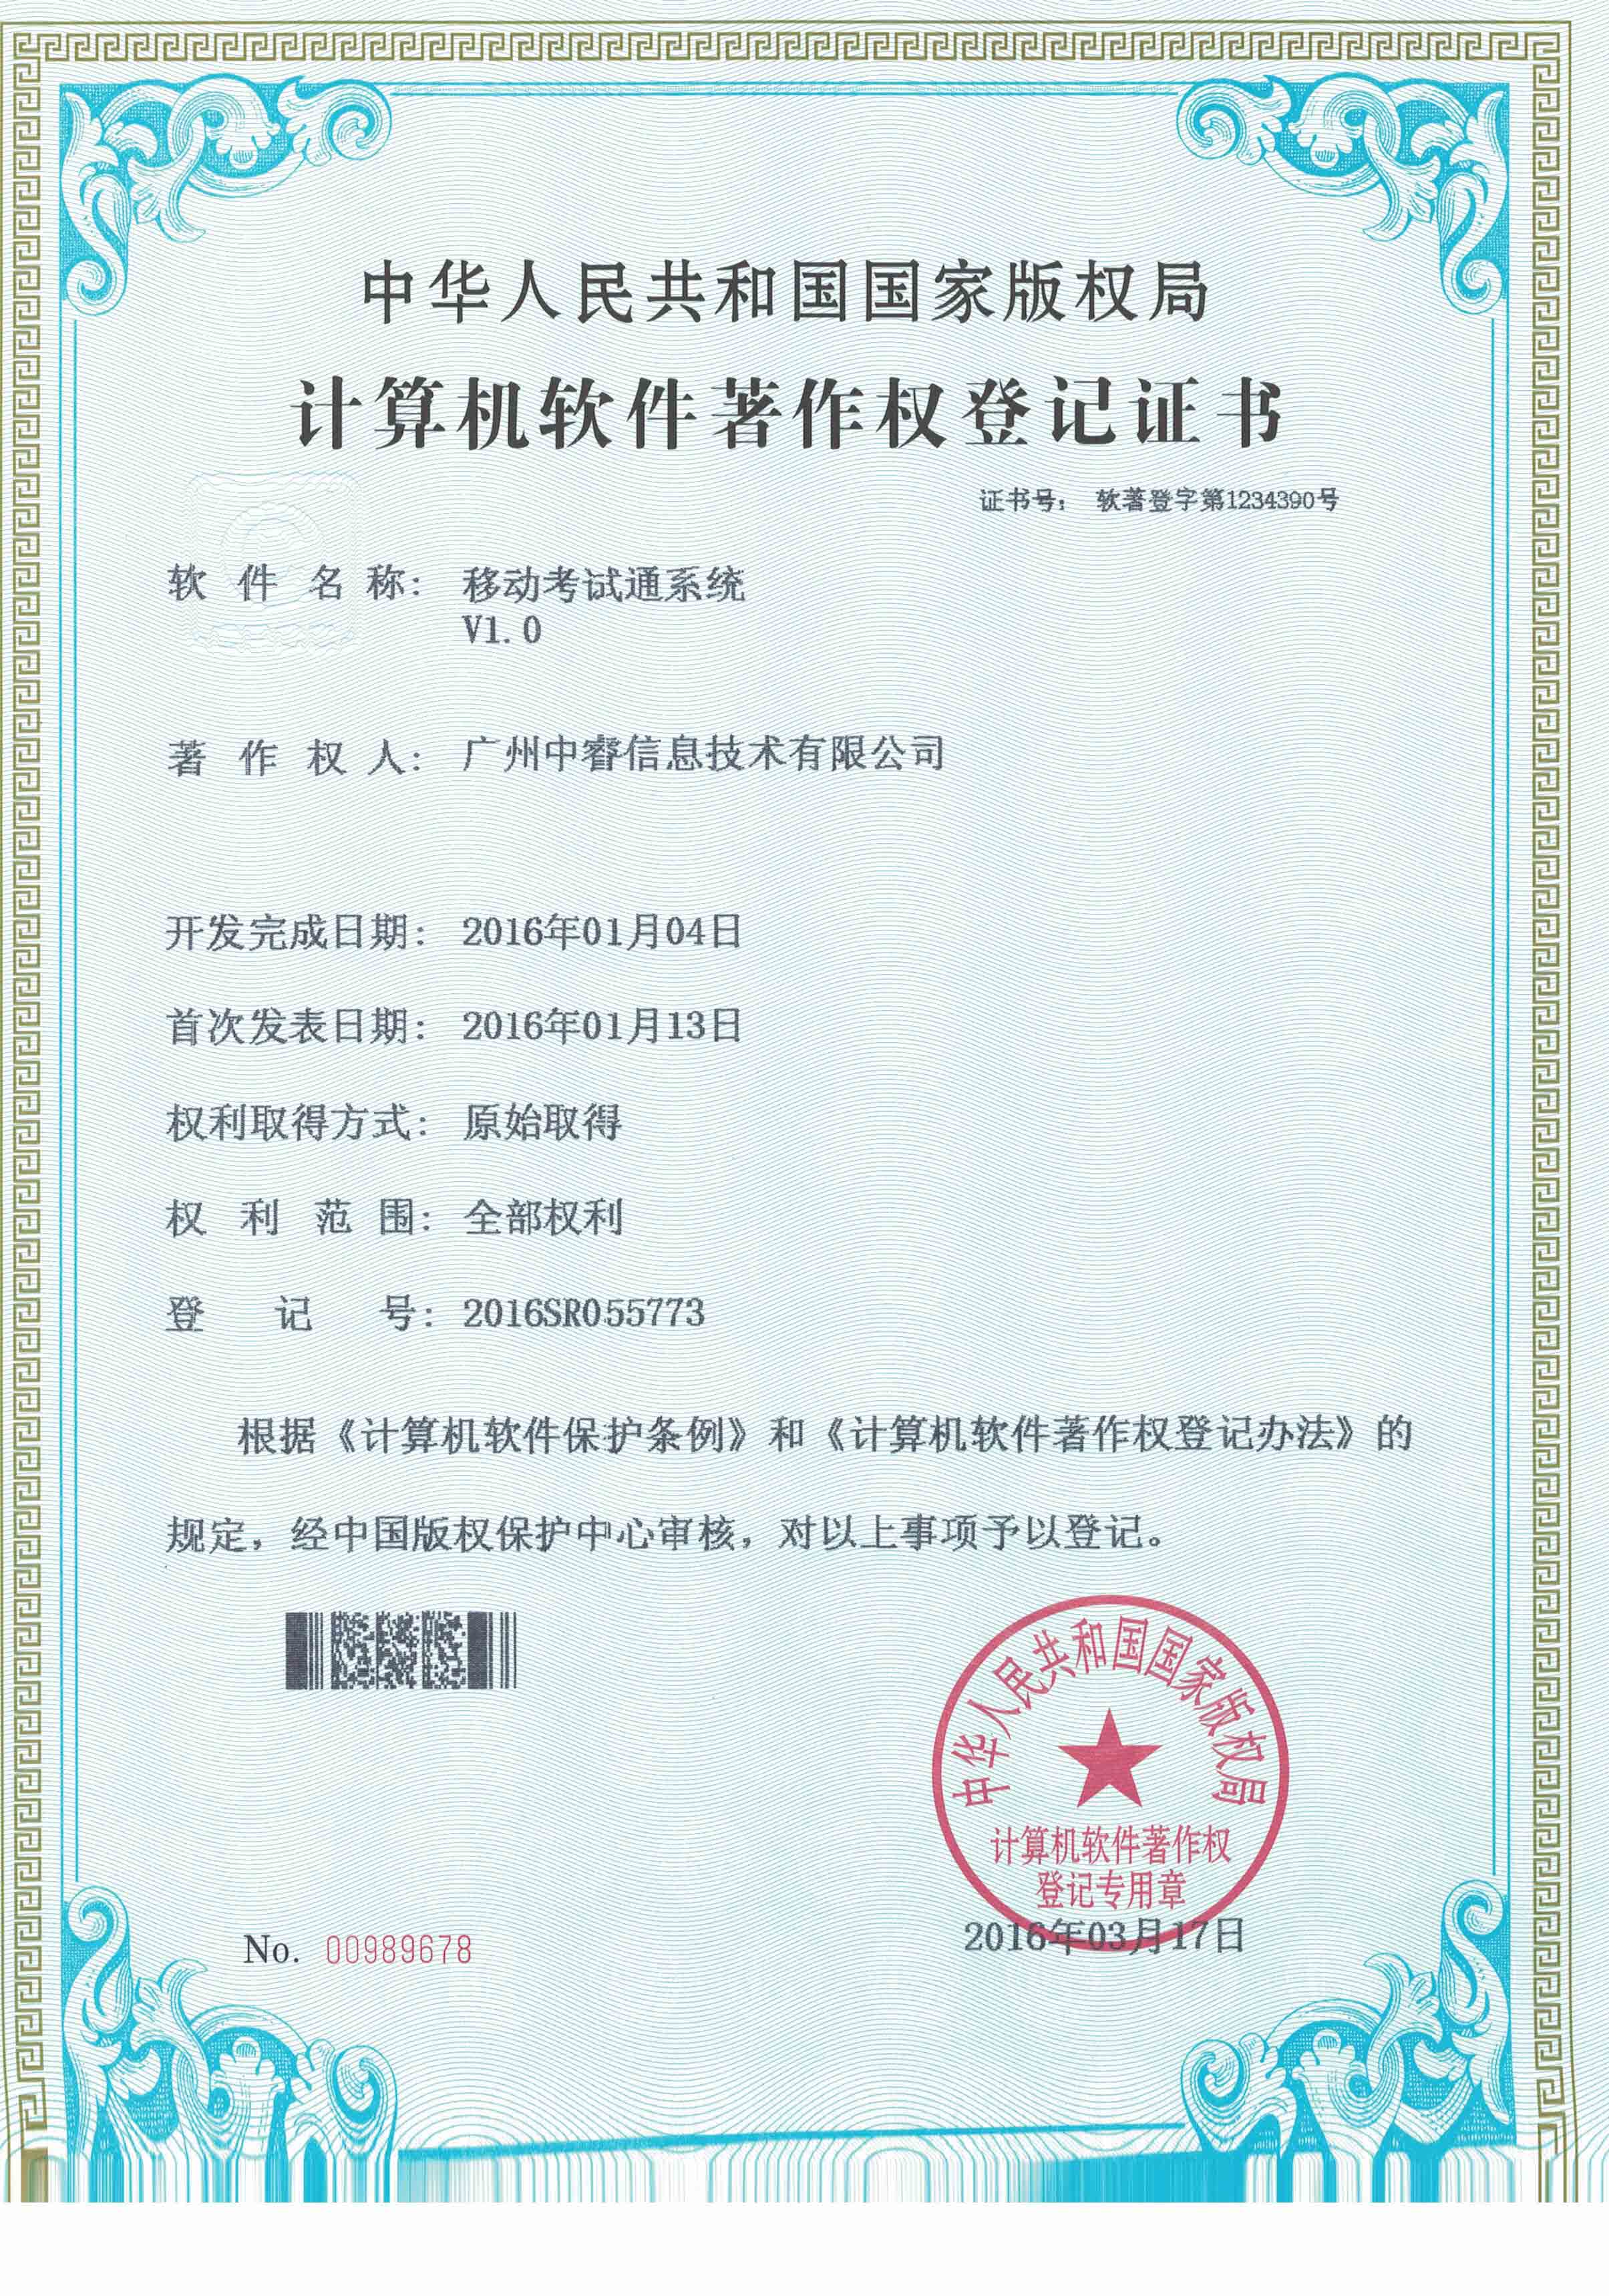 中华人民共和国国家版权局
计算机软件著作权登记证书
证书号： 软著登字第1234390号
软件名称： 移动考试通系统
V1.0
著作权人： 广州中睿信息技术有限公司
开发完成日期： 2016年01月04日
首次发表日期： 2016年01月13日
权利取得方式： 原始取得
权利范围： 全部权利
登记号： 2016SR055773
根据《计算机软件保护条例》和《计算机软件著作权登记办法》的
规定，经中国版权保护中心审核，对以上事项予以登记。
中华人民共和国国家版权局
计算机软件著作权
登记专用章
2016年03月17日
No. 00989678